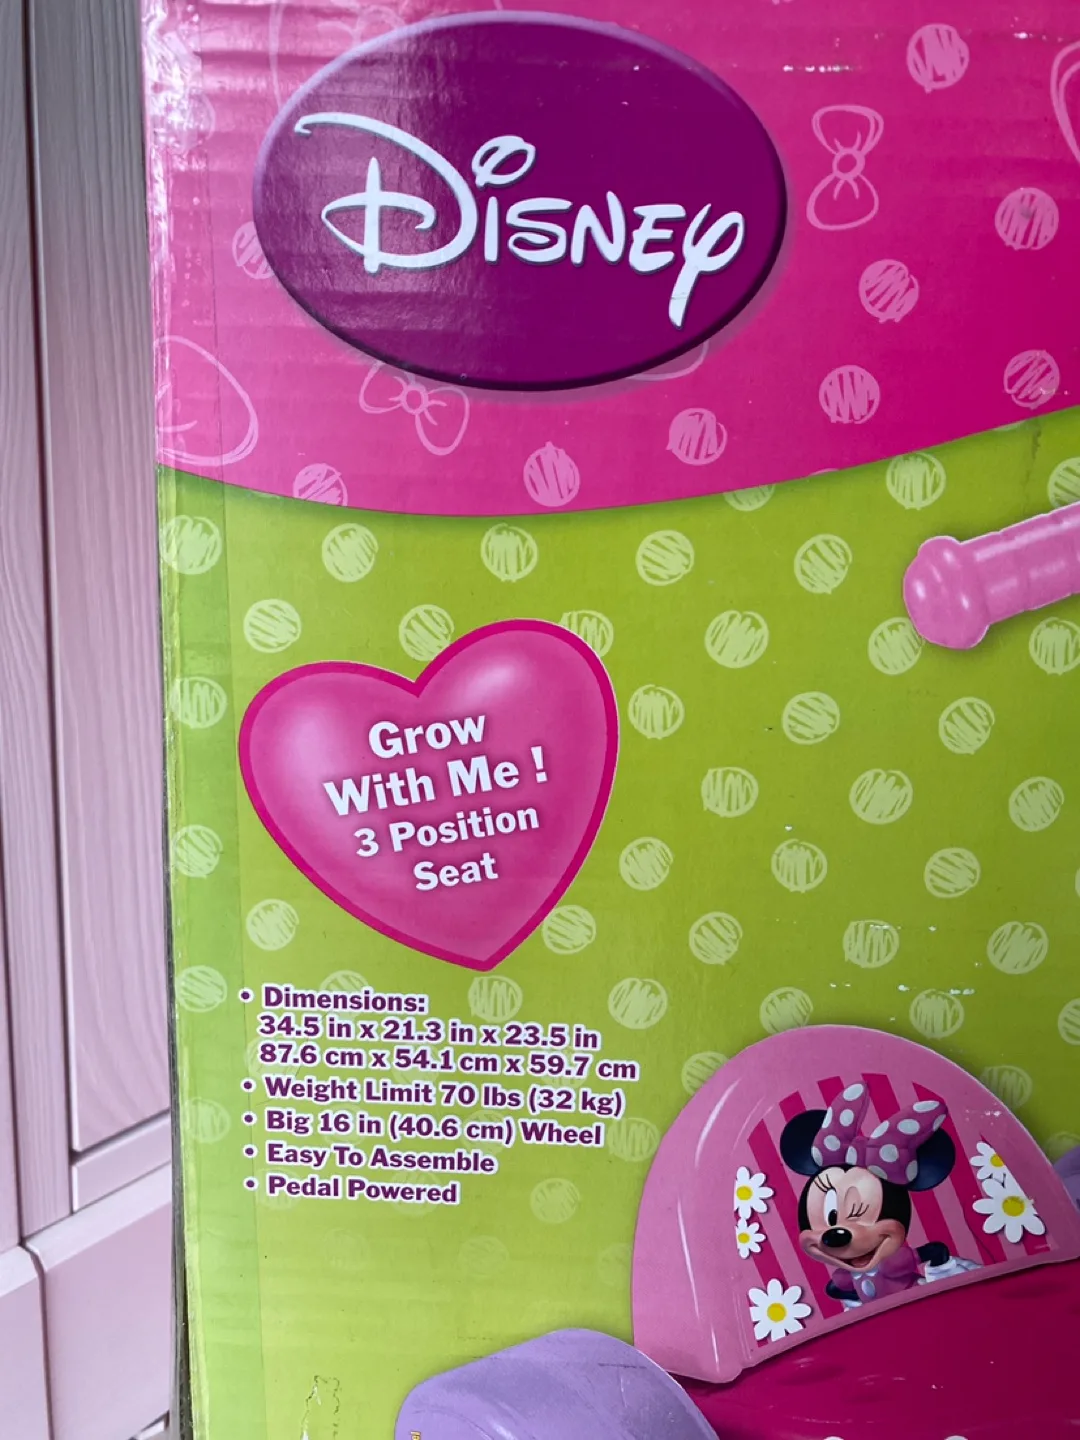 Disney
Grow
With Me !
3 Position
Seat
• Dimensions:
34.5 in x 21.3 in x 23.5 in
87.6 cm x 54.1 cm x 59.7 cm
• Weight Limit 70 lbs (32 kg)
• Big 16 in (40.6 cm) Wheel
• Easy To Assemble
• Pedal Powered